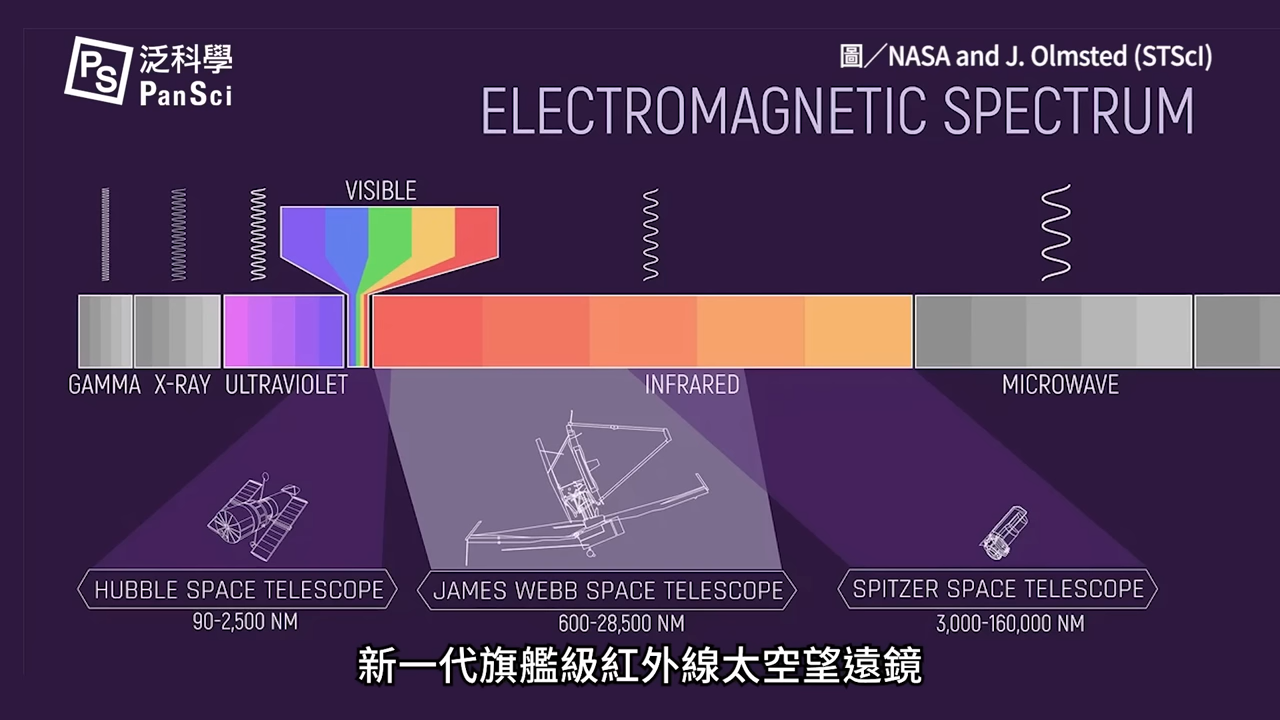 PS 泛科學
PanSci
圖／NASA and J. Olmsted (STScI)
ELECTROMAGNETIC SPECTRUM
VISIBLE
GAMMA X-RAY ULTRAVIOLET INFRARED MICROWAVE
HUBBLE SPACE TELESCOPE
90-2,500 NM
JAMES WEBB SPACE TELESCOPE
600-28,500 NM
SPITZER SPACE TELESCOPE
3,000-160,000 NM
新一代旗艦級紅外線太空望遠鏡